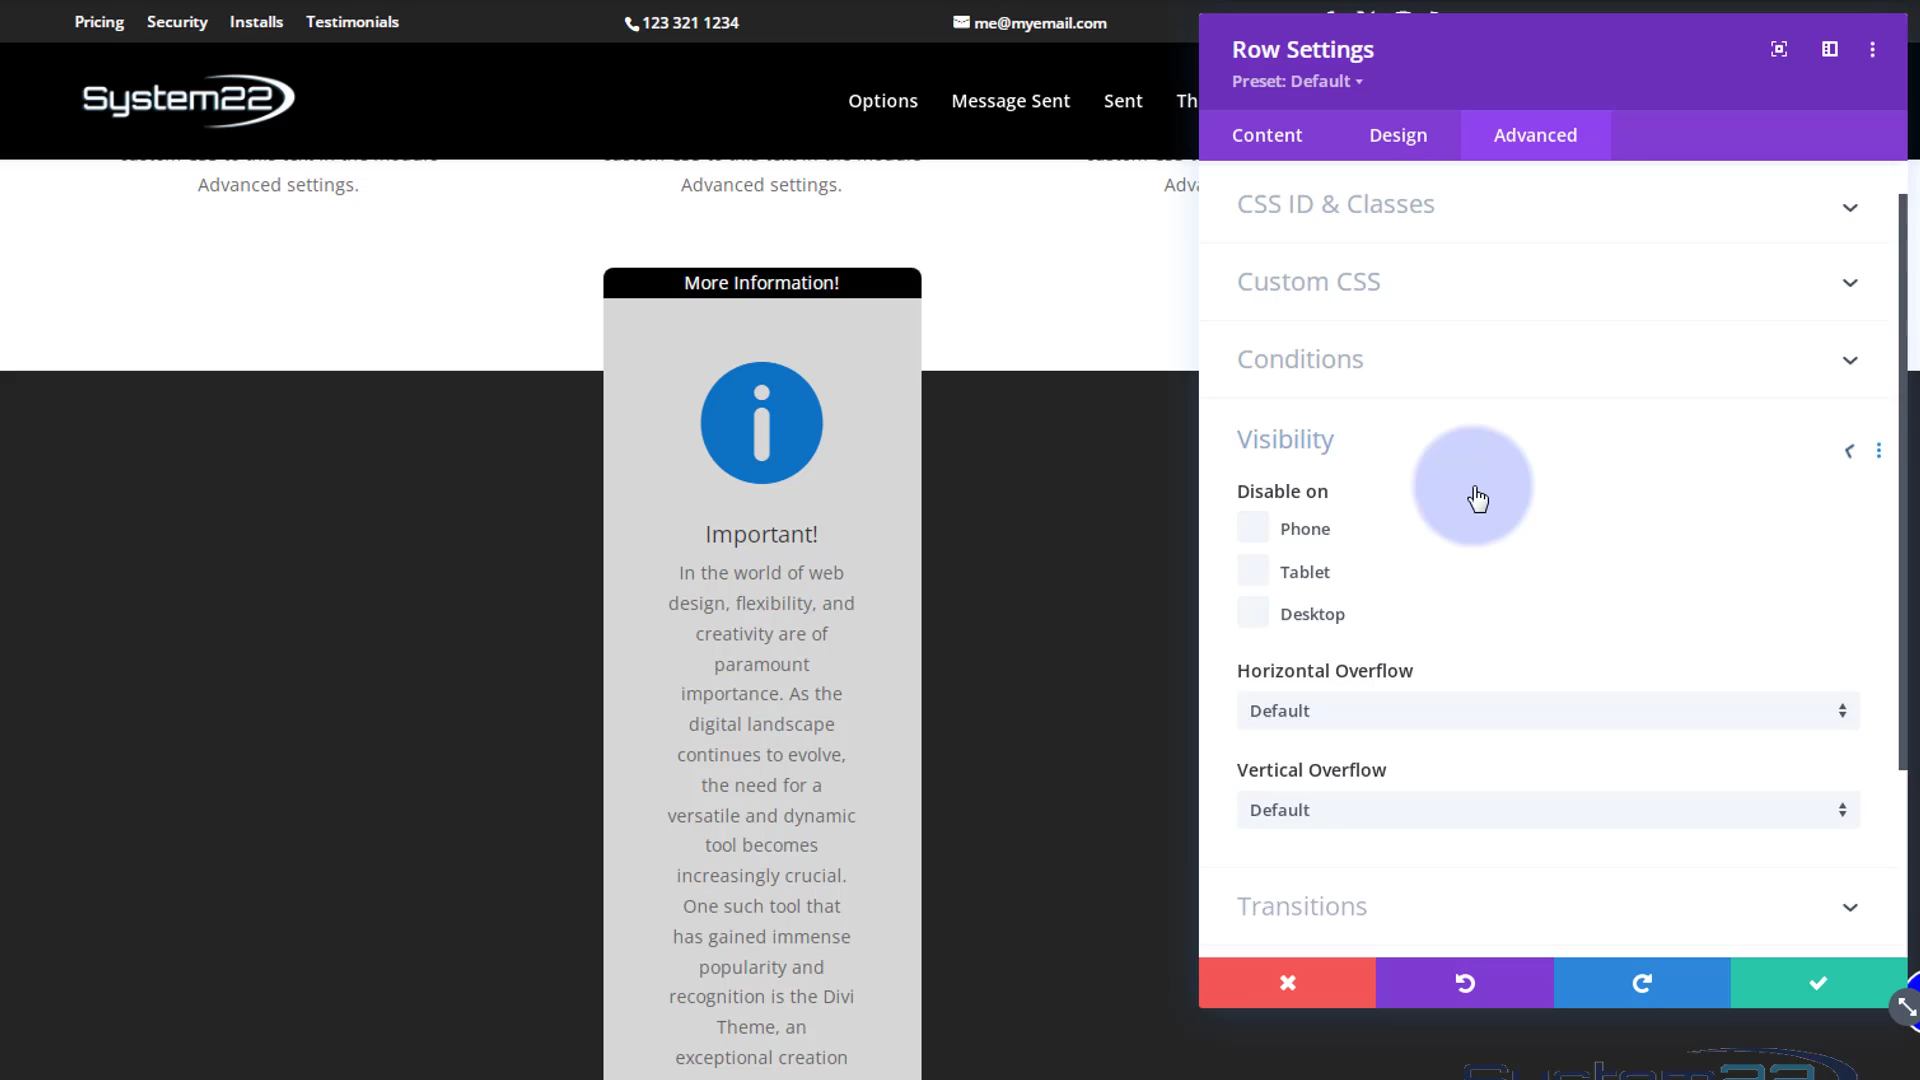 Pricing Security Installs Testimonials 123 321 1234 me@myemail.com
System22
Options Message Sent Sent Th
Advanced settings. Advanced settings. Adva
More Information!
Important!
In the world of web
design, flexibility, and
creativity are of
paramount
importance. As the
digital landscape
continues to evolve,
the need for a
versatile and dynamic
tool becomes
increasingly crucial.
One such tool that
has gained immense
popularity and
recognition is the Divi
Theme, an
exceptional creation
Row Settings
Preset: Default
Content Design Advanced
CSS ID & Classes
Custom CSS
Conditions
Visibility
Disable on
Phone
Tablet
Desktop
Horizontal Overflow
Default
Vertical Overflow
Default
Transitions